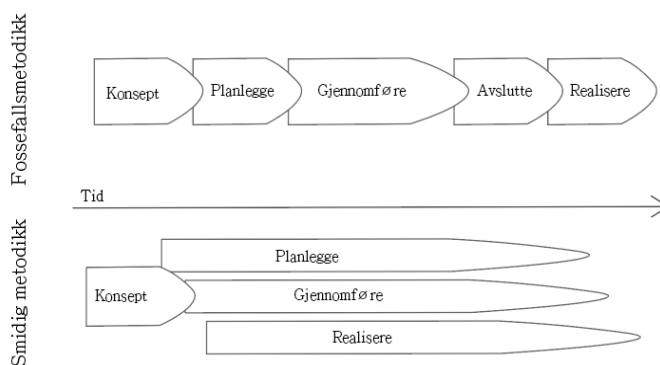 Fossefallsmetodikk
Konsept
Planlegge
Gjennomføre
Avslutte
Realisere
Tid
Smidig metodikk
Planlegge
Konsept
Gjennomføre
Realisere